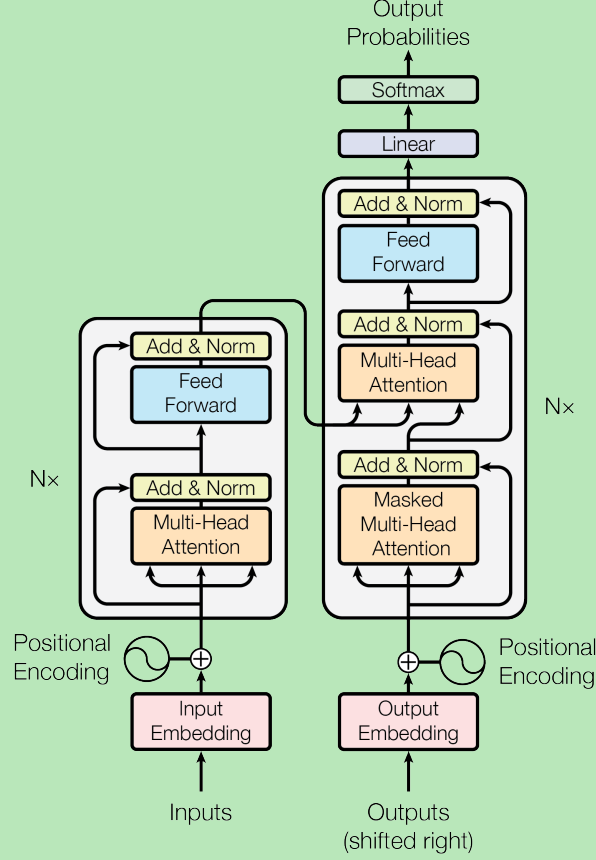 Output
Probabilities
Softmax
Linear
Add & Norm
Feed
Forward
Add & Norm
Multi-Head
Attention
Add & Norm
Masked
Multi-Head
Attention
N×
Add & Norm
Feed
Forward
Add & Norm
Multi-Head
Attention
N×
Positional
Encoding
Positional
Encoding
Input
Embedding
Output
Embedding
Inputs
Outputs
(shifted right)